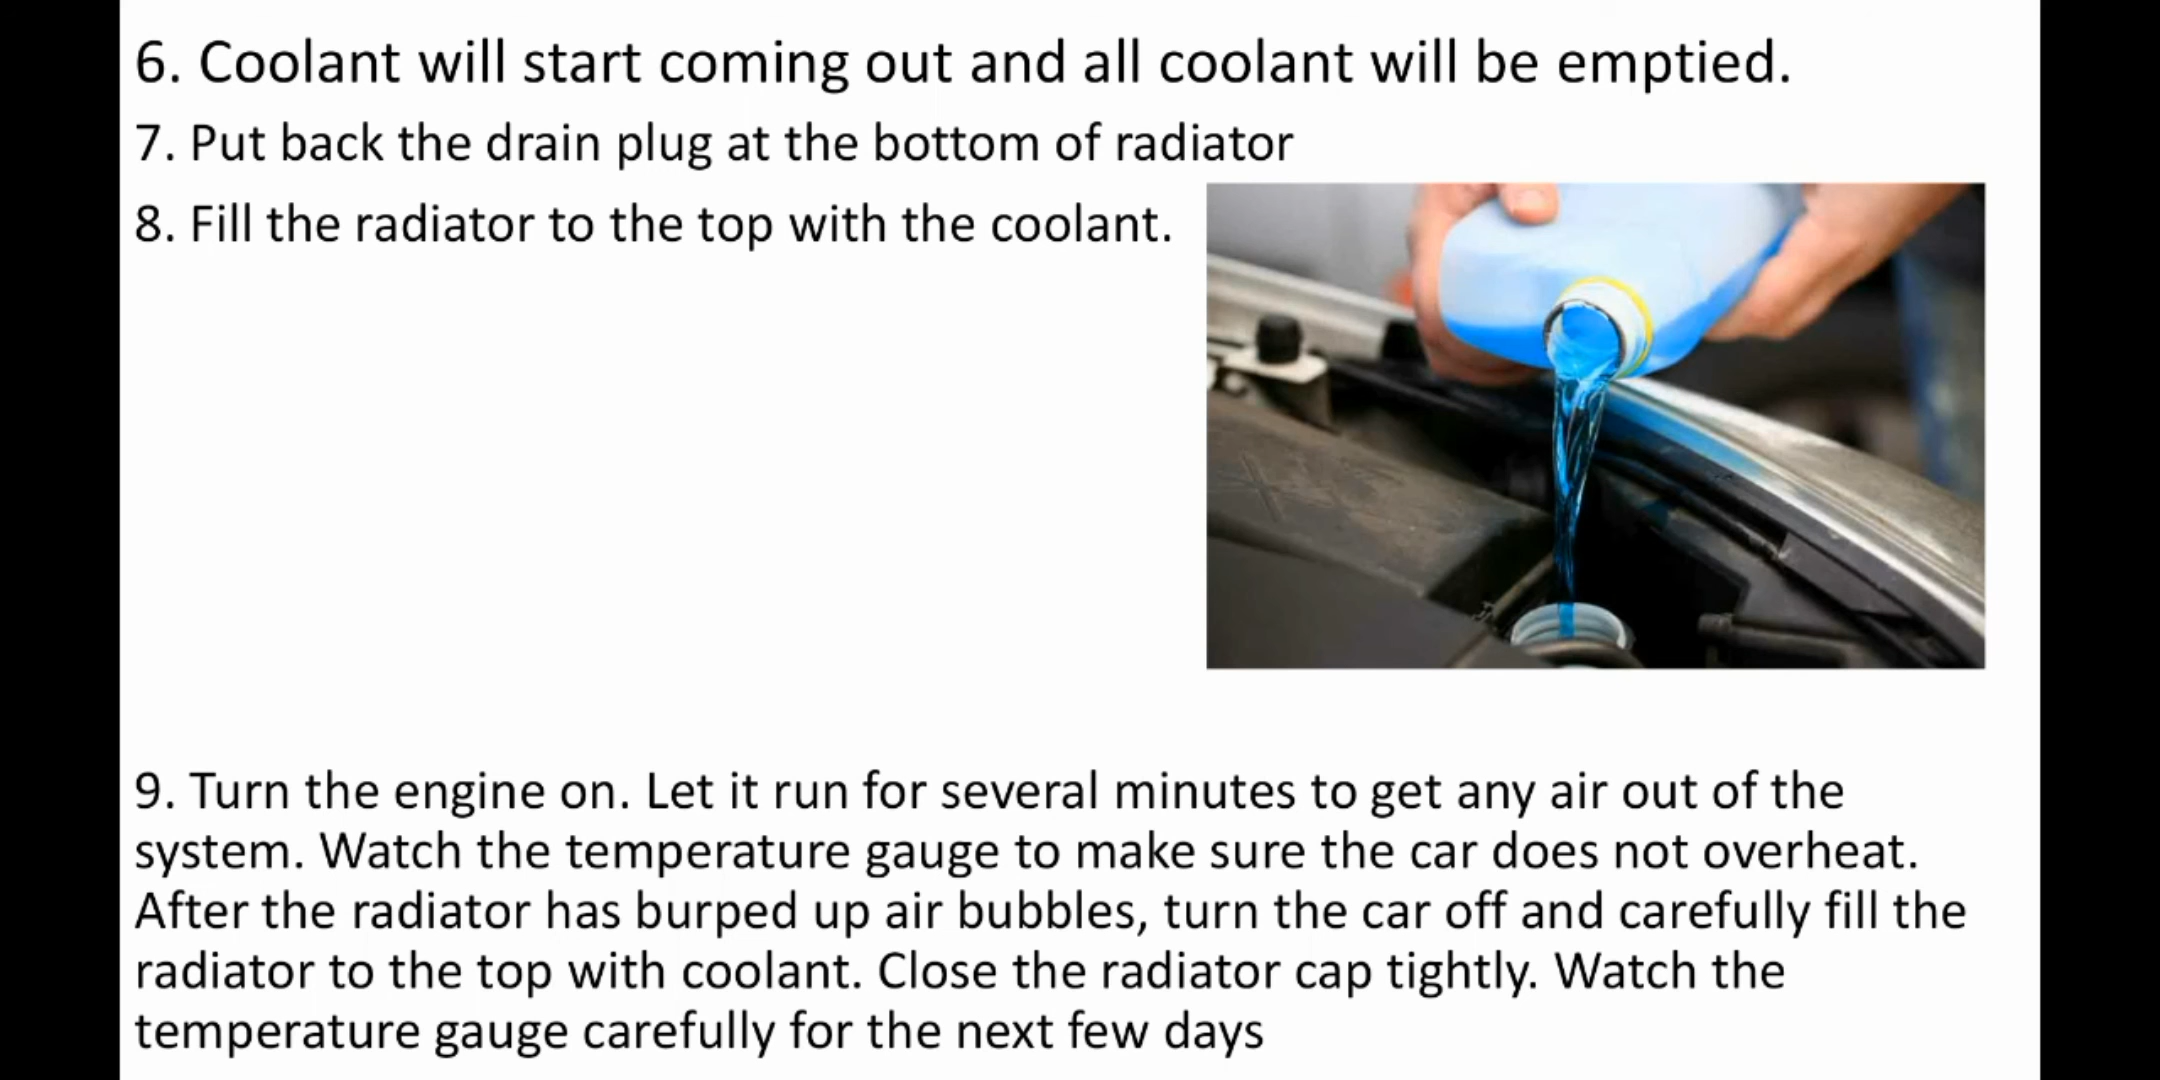 6. Coolant will start coming out and all coolant will be emptied.
7. Put back the drain plug at the bottom of radiator
8. Fill the radiator to the top with the coolant.
9. Turn the engine on. Let it run for several minutes to get any air out of the
system. Watch the temperature gauge to make sure the car does not overheat.
After the radiator has burped up air bubbles, turn the car off and carefully fill the
radiator to the top with coolant. Close the radiator cap tightly. Watch the
temperature gauge carefully for the next few days